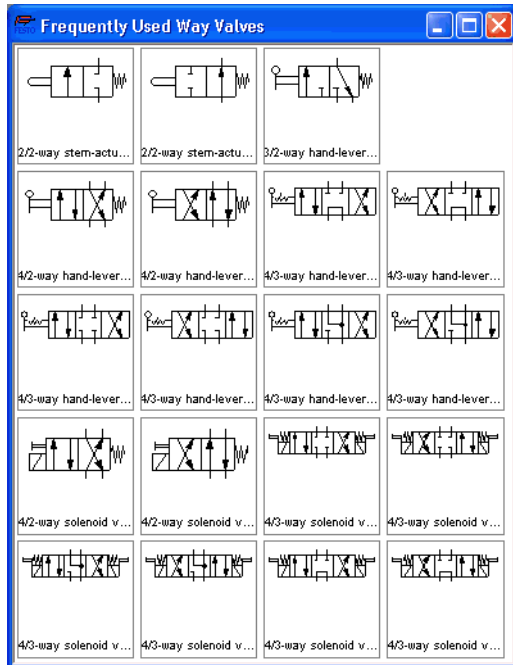 FESTO Frequently Used Way Valves
2/2-way stem-actu... 2/2-way stem-actu... 3/2-way hand-lever...
4/2-way hand-lever... 4/2-way hand-lever... 4/3-way hand-lever... 4/3-way hand-lever...
4/3-way hand-lever... 4/3-way hand-lever... 4/3-way hand-lever... 4/3-way hand-lever...
4/2-way solenoid v... 4/2-way solenoid v... 4/3-way solenoid v... 4/3-way solenoid v...
4/3-way solenoid v... 4/3-way solenoid v... 4/3-way solenoid v... 4/3-way solenoid v...